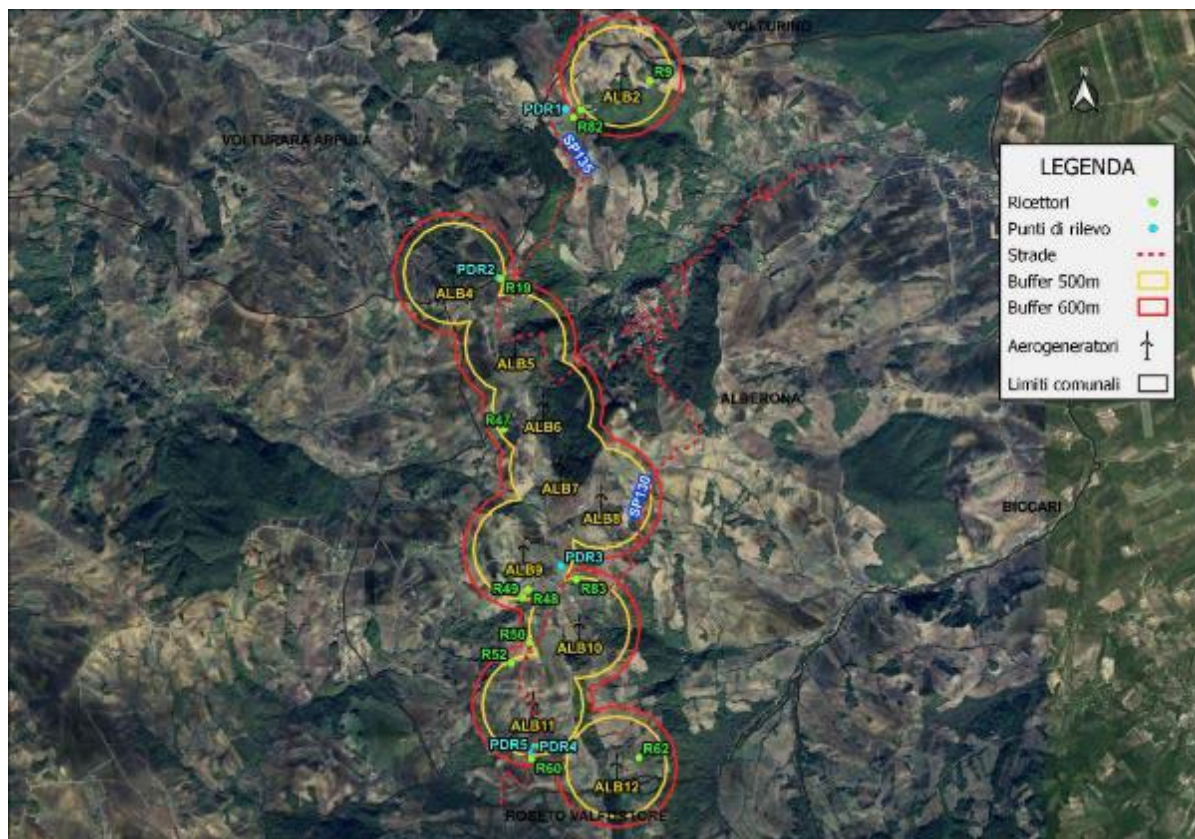 VOLTURINO
R9
ALB2
PDR1
R82
N
VOLTURARA APPULA
SP135
LEGENDA
Ricettori
Punti di rilevo
Strade
Buffer 500m
Buffer 600m
Aerogeneratori
Limiti comunali
PDR2
R19
ALB4
ALB5
ALBERONA
R47
ALB6
ALB7
SP130
ALB8
BICCARI
PDR3
ALB9
R83
R49
R48
R50
ALB10
R52
ALB11
PDR5
PDR4
R62
R60
ALB12
ROSETO VALFORTORE